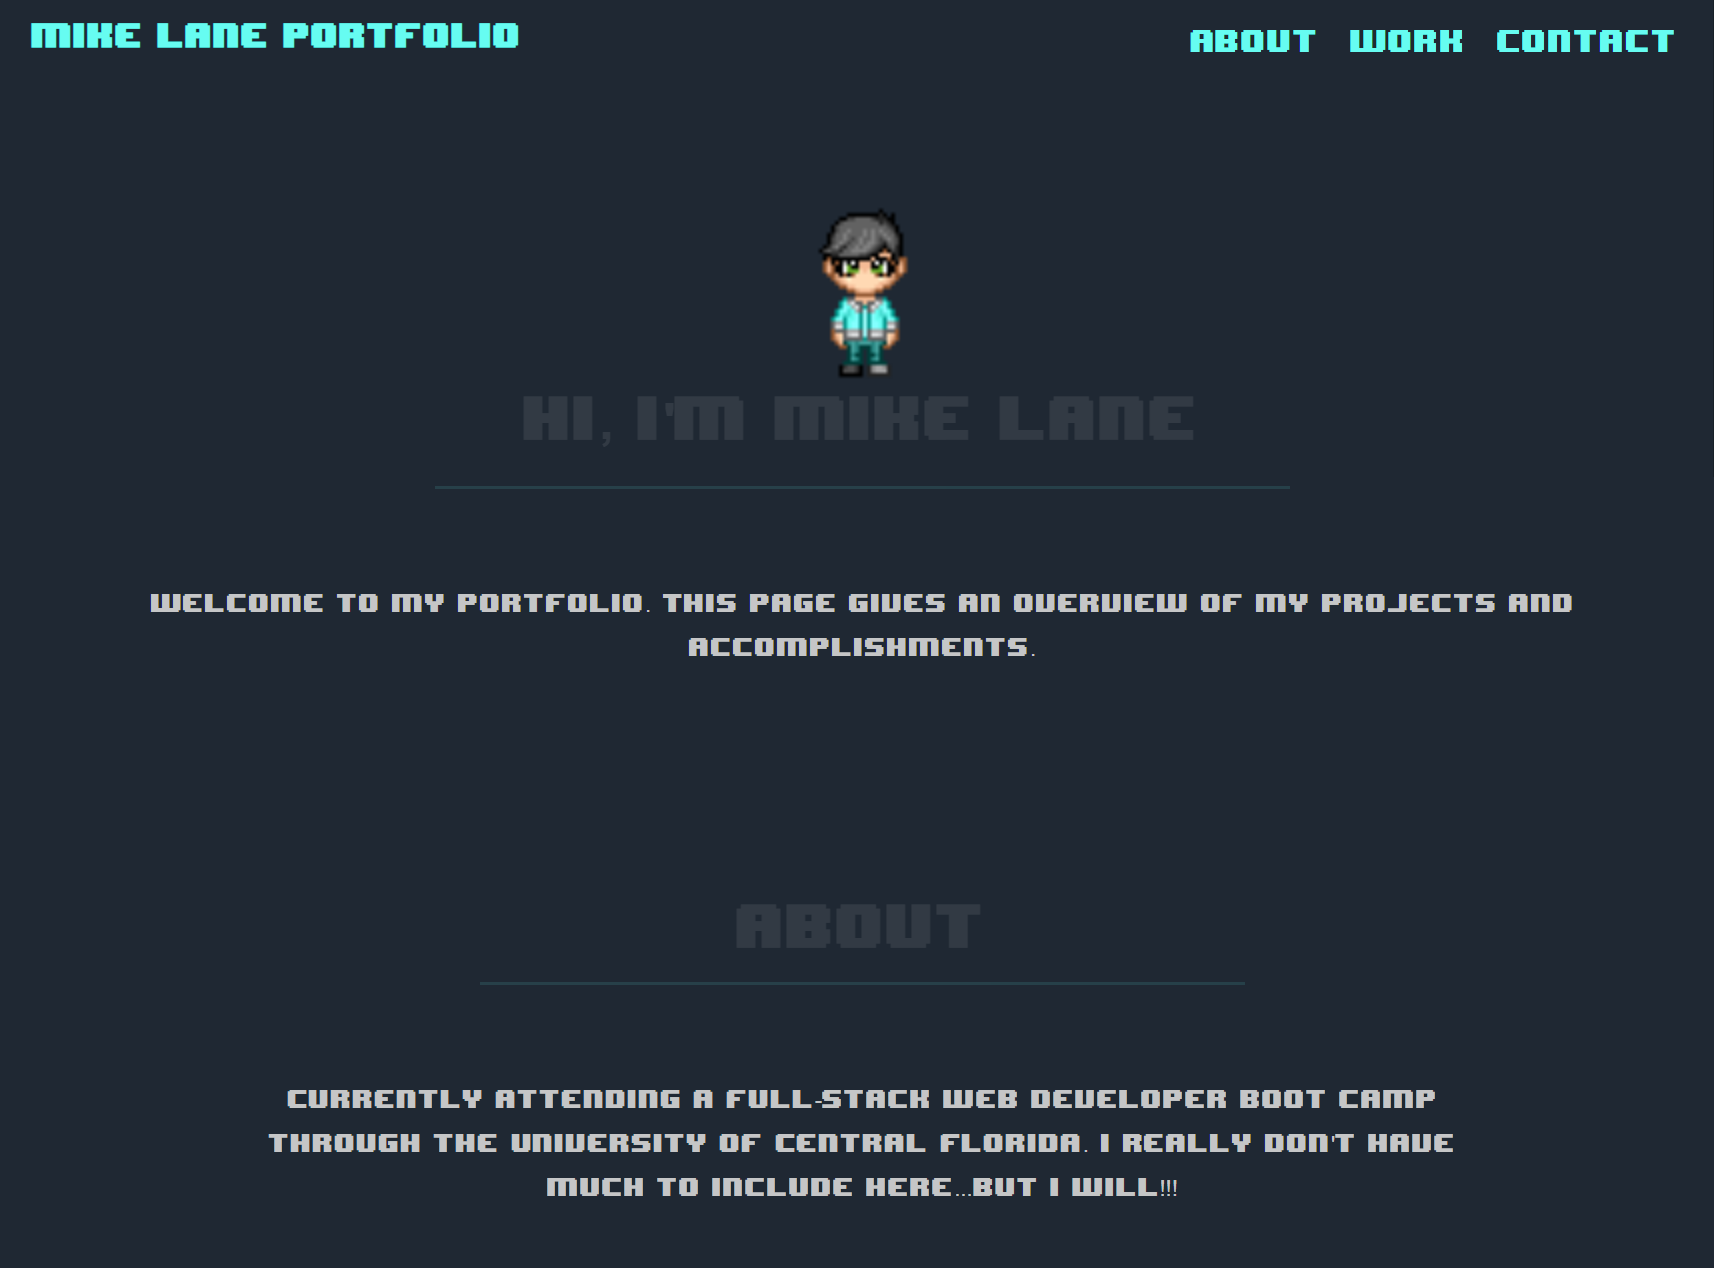 MIKE LANE PORTFOLIO
ABOUT WORK CONTACT
HI, I'M MIKE LANE
WELCOME TO MY PORTFOLIO. THIS PAGE GIVES AN OVERVIEW OF MY PROJECTS AND
ACCOMPLISHMENTS.
ABOUT
CURRENTLY ATTENDING A FULL-STACK WEB DEVELOPER BOOT CAMP
THROUGH THE UNIVERSITY OF CENTRAL FLORIDA. I REALLY DON'T HAVE
MUCH TO INCLUDE HERE...BUT I WILL!!!